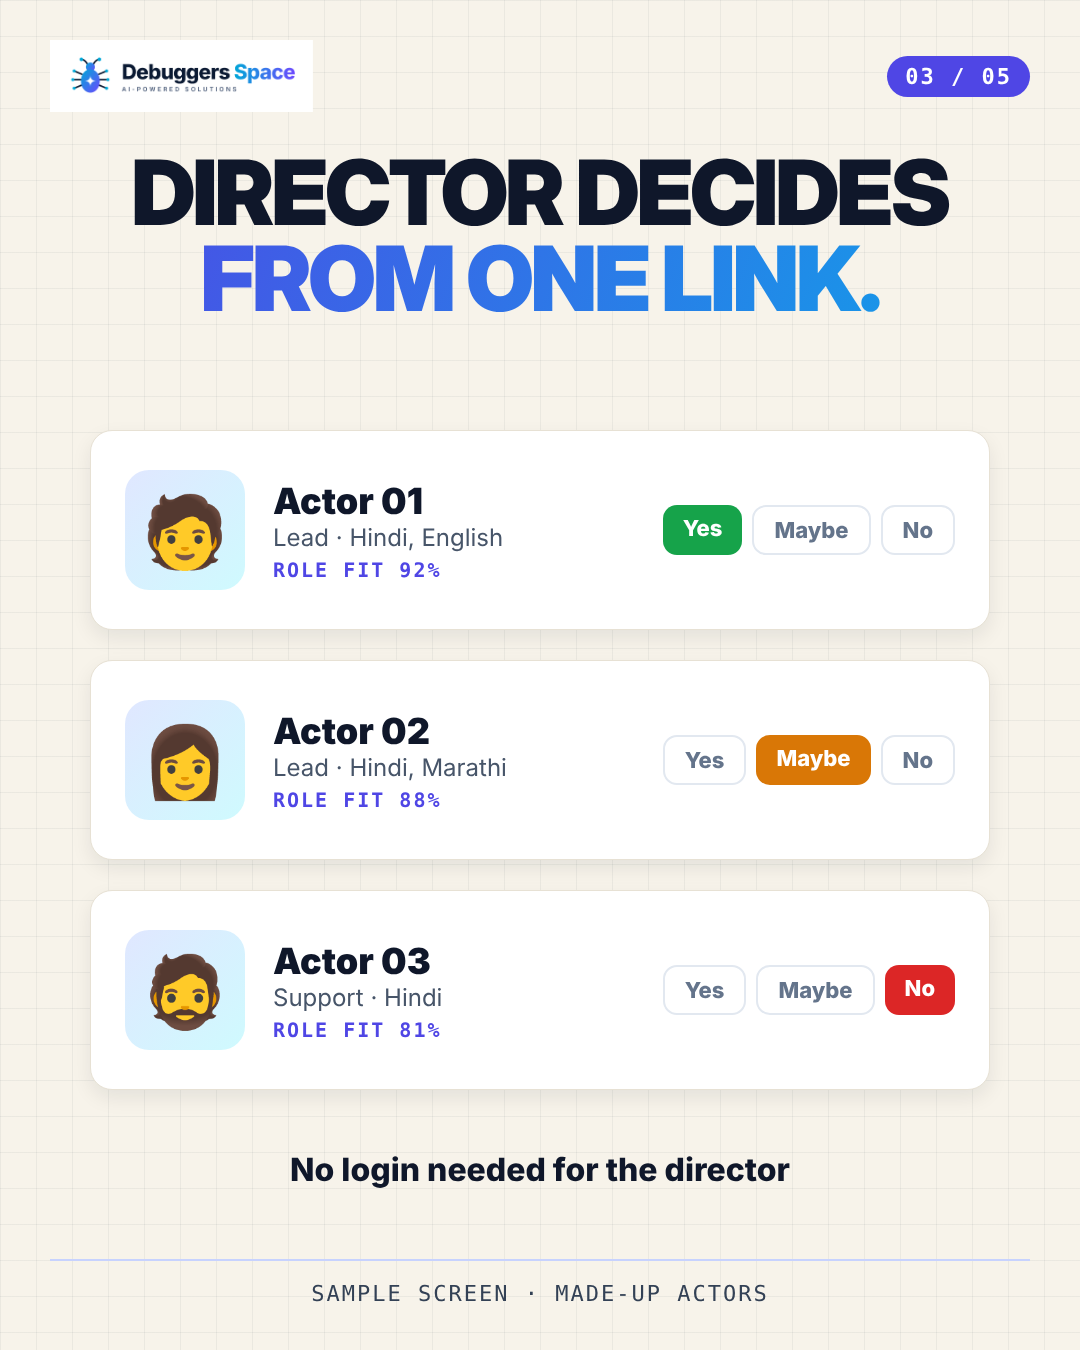 Debuggers Space
AI-POWERED SOLUTIONS
03 / 05
DIRECTOR DECIDES
FROM ONE LINK.
Actor 01
Lead · Hindi, English
ROLE FIT 92%
Yes
Maybe
No
Actor 02
Lead · Hindi, Marathi
ROLE FIT 88%
Yes
Maybe
No
Actor 03
Support · Hindi
ROLE FIT 81%
Yes
Maybe
No
No login needed for the director
SAMPLE SCREEN · MADE-UP ACTORS